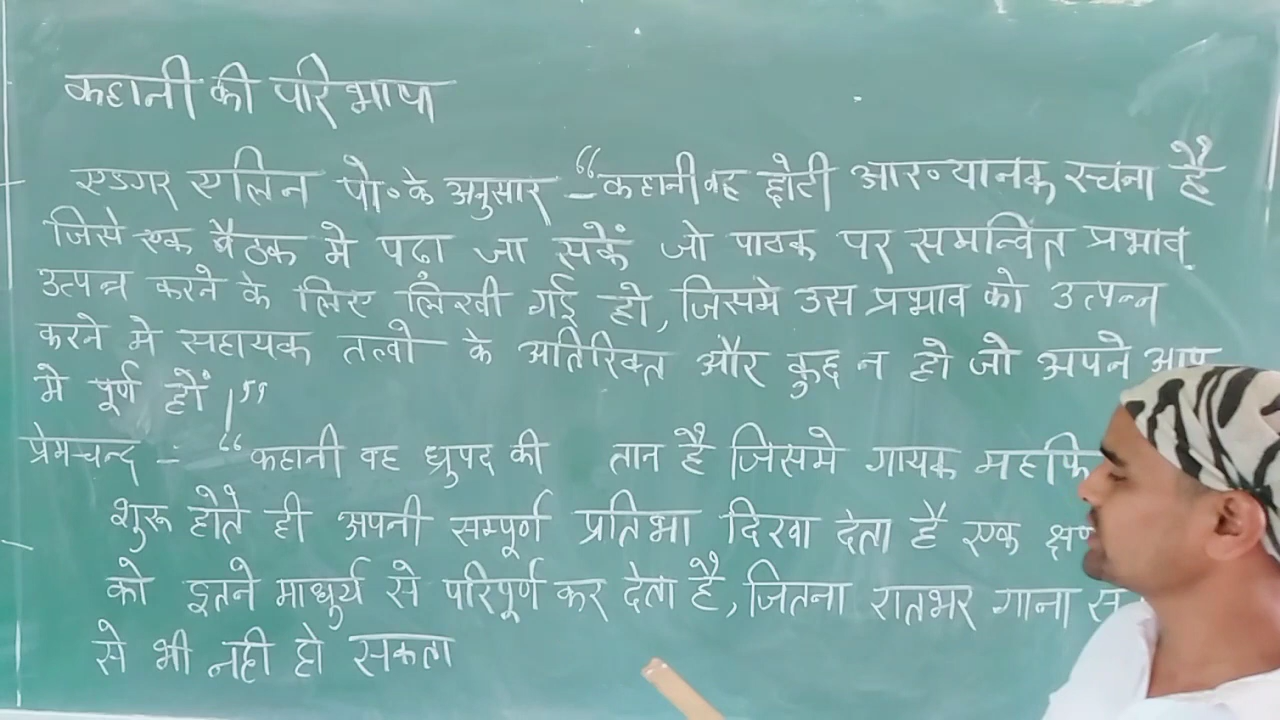 कहानी की परिभाषा
एडगर एलिन पो॰ के अनुसार – “कहानी वह छोटी आख्यानक रचना है
जिसे एक बैठक मे पढा जा सकें जो पाठक पर समन्वित प्रभाव
उत्पन्न करने के लिए लिंखी गई हो, जिसमे उस प्रभाव को उत्पन्न
करने मे सहायक तत्वो के अतिरिक्त और कुछ न हो जो अपने आप
मे पूर्ण हों।”
प्रेमचन्द – : “कहानी वह ध्रुपद की तान है जिसमे गायक महफि
शुरू होते ही अपनी सम्पूर्ण प्रतिभा दिखा देता है एक क्षण
को इतने माधुर्य से परिपूर्ण कर देता है, जितना रातभर गाना
से भी नही हो सकता